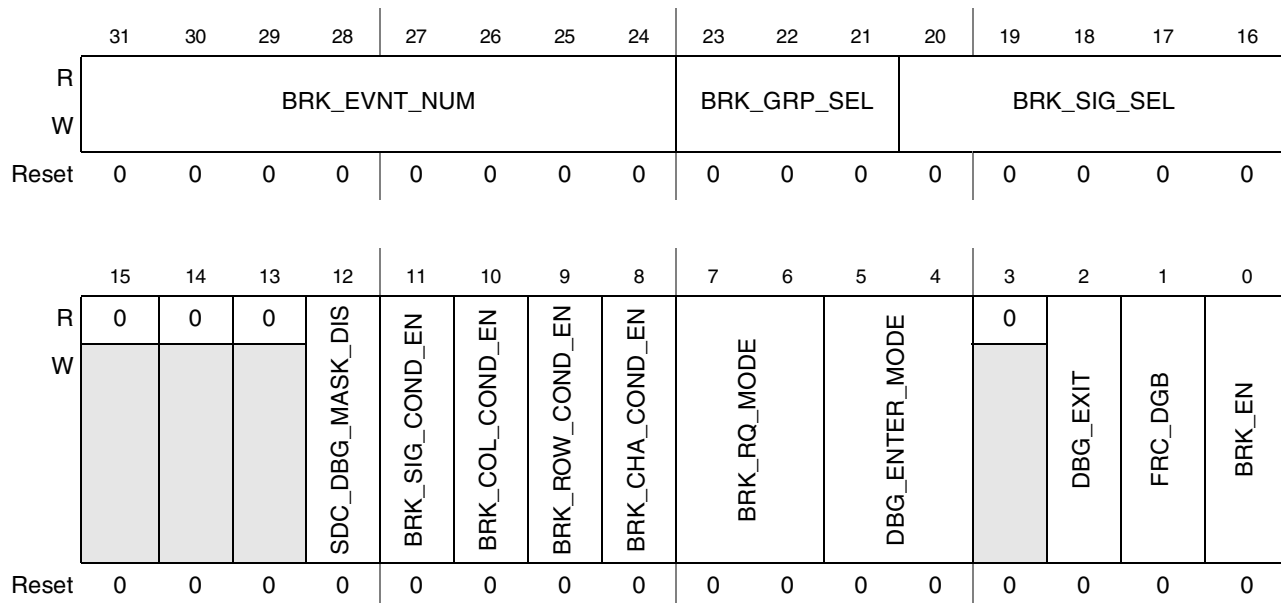 31 30 29 28 27 26 25 24 23 22 21 20 19 18 17 16
R
W
BRK_EVNT_NUM BRK_GRP_SEL BRK_SIG_SEL
Reset 0 0 0 0 0 0 0 0 0 0 0 0 0 0 0 0
15 14 13 12 11 10 9 8 7 6 5 4 3 2 1 0
R 0 0 0 0
W
SDC_DBG_MASK_DIS
BRK_SIG_COND_EN
BRK_COL_COND_EN
BRK_ROW_COND_EN
BRK_CHA_COND_EN
BRK_RQ_MODE
DBG_ENTER_MODE
DBG_EXIT
FRC_DGB
BRK_EN
Reset 0 0 0 0 0 0 0 0 0 0 0 0 0 0 0 0